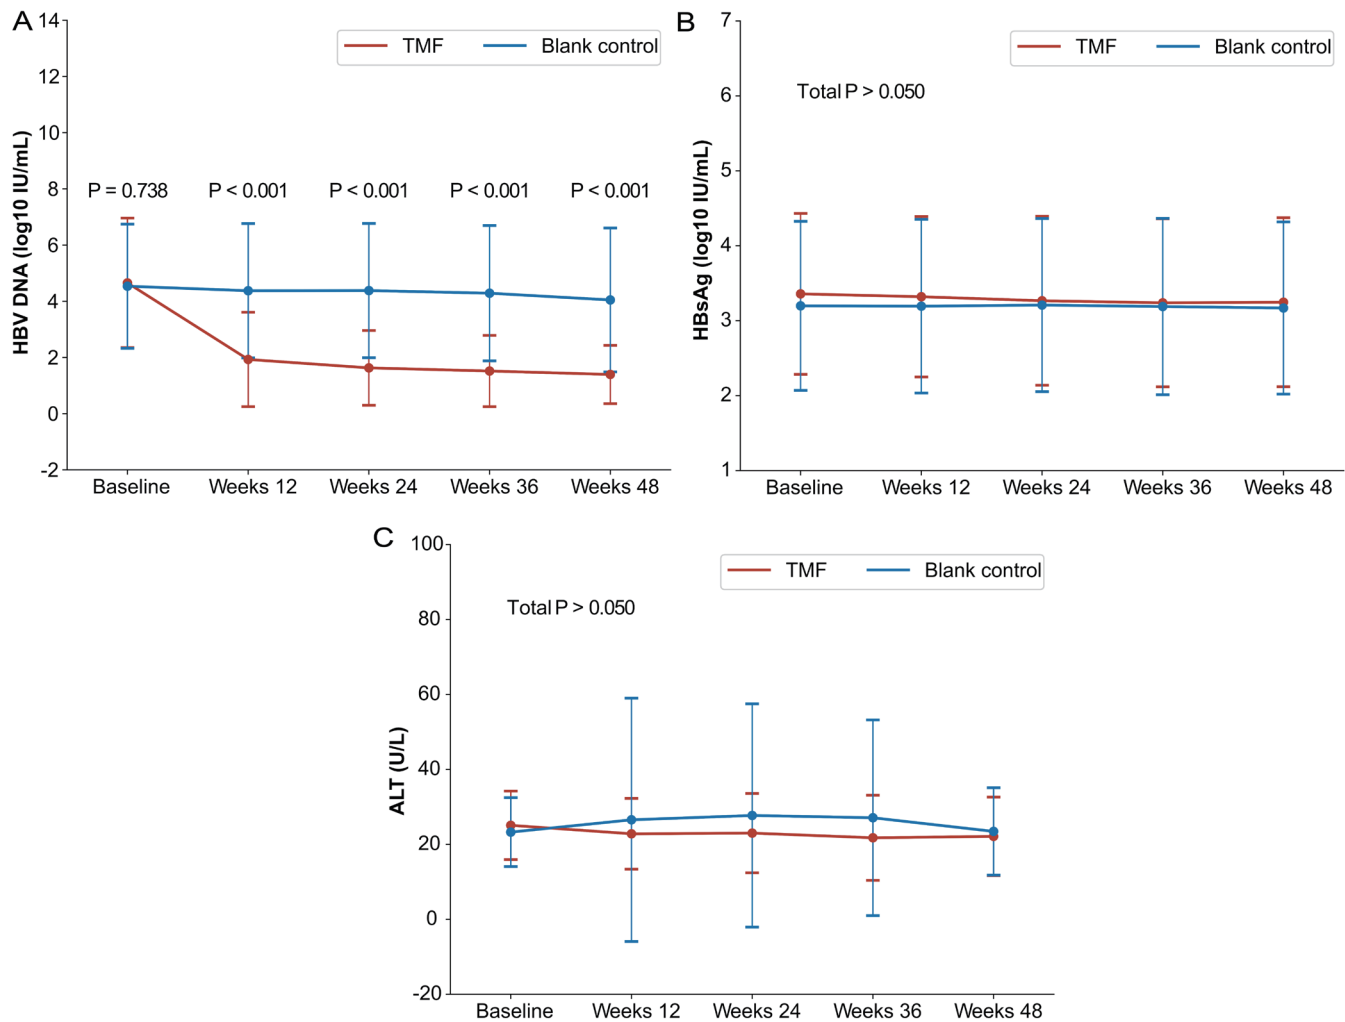 A
TMF
Blank control
HBV DNA (log10 IU/mL)
14
12
10
8
6
4
2
0
-2
P = 0.738
P < 0.001
P < 0.001
P < 0.001
P < 0.001
Baseline
Weeks 12
Weeks 24
Weeks 36
Weeks 48
B
TMF
Blank control
Total P > 0.050
HBsAg (log10 IU/mL)
7
6
5
4
3
2
1
Baseline
Weeks 12
Weeks 24
Weeks 36
Weeks 48
C
TMF
Blank control
Total P > 0.050
ALT (U/L)
100
80
60
40
20
0
-20
Baseline
Weeks 12
Weeks 24
Weeks 36
Weeks 48